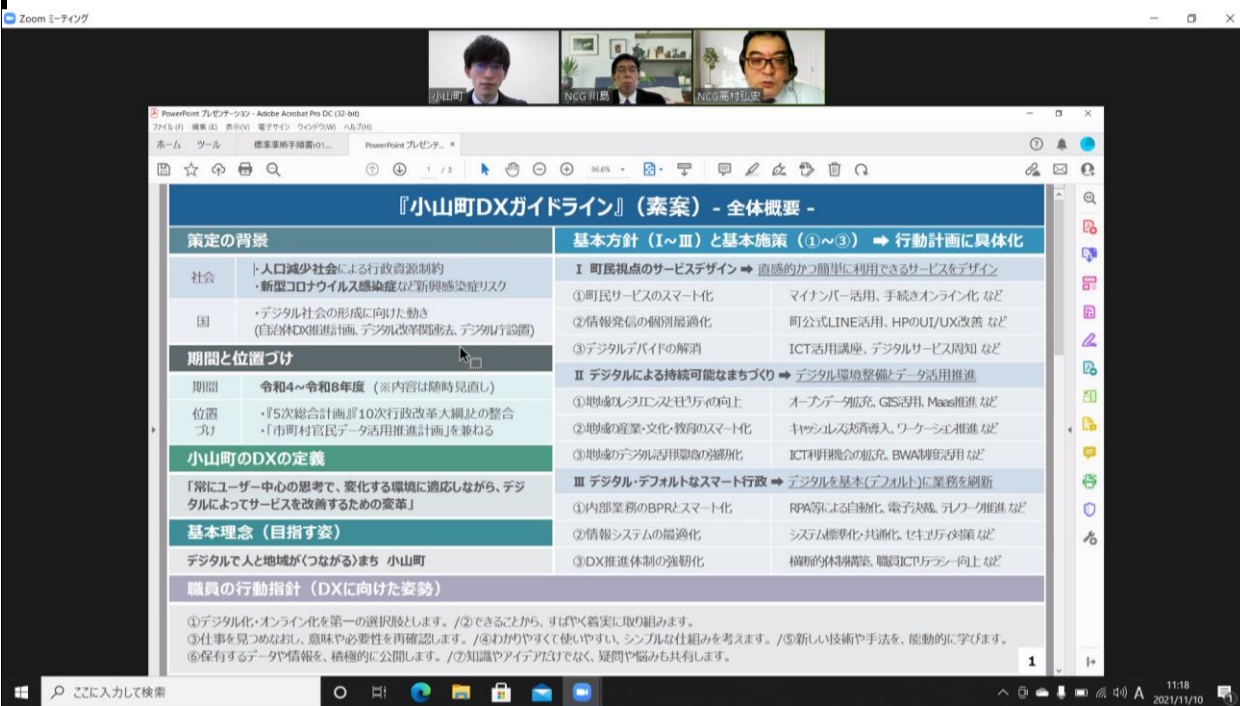 Zoom ミーティング
小山町
NCG 川島
NCG高村弘史
PowerPoint プレゼンテーション - Adobe Acrobat Pro DC (32-bit)
ファイル(F) 編集(E) 表示(V) 電子サイン ウィンドウ(W) ヘルプ(H)
ホーム ツール 標準準拠手順書r01... PowerPoint プレゼンテ... ×
1 / 3 96.6%
『小山町DXガイドライン』（素案）- 全体概要 -
策定の背景
社会
・人口減少社会による行政資源制約
・新型コロナウイルス感染症など新興感染症リスク
国
・デジタル社会の形成に向けた動き
(自治体DX推進計画、デジタル改革関連法、デジタル庁設置)
期間と位置づけ
期間 令和4～令和8年度（※内容は随時見直し）
位置づけ
・『5次総合計画』『10次行政改革大綱』との整合
・「市町村官民データ活用推進計画」を兼ねる
小山町のDXの定義
「常にユーザー中心の思考で、変化する環境に適応しながら、デジ
タルによってサービスを改善するための変革」
基本理念（目指す姿）
デジタルで人と地域が〈つながる〉まち 小山町
基本方針（Ⅰ～Ⅲ）と基本施策（①～③） ➡ 行動計画に具体化
Ⅰ 町民視点のサービスデザイン ➡ 直感的かつ簡単に利用できるサービスをデザイン
①町民サービスのスマート化 マイナンバー活用、手続きオンライン化 など
②情報発信の個別最適化 町公式LINE活用、HPのUI/UX改善 など
③デジタルデバイドの解消 ICT活用講座、デジタルサービス周知 など
Ⅱ デジタルによる持続可能なまちづくり ➡ デジタル環境整備とデータ活用推進
①地域のレジリエンスとモビリティの向上 オープンデータ拡充、GIS活用、Maas推進 など
②地域の産業・文化・教育のスマート化 キャッシュレス決済導入、ワーケーション推進 など
③地域のデジタル活用環境の強靭化 ICT利用機会の拡充、BWA制度活用 など
Ⅲ デジタル・デフォルトなスマート行政 ➡ デジタルを基本(デフォルト)に業務を刷新
①内部業務のBPRとスマート化 RPA等による自動化、電子決裁、テレワーク推進 など
②情報システムの最適化 システム標準化・共通化、セキュリティ対策 など
③DX推進体制の強靭化 横断的体制構築、職員ICTリテラシー向上 など
職員の行動指針（DXに向けた姿勢）
①デジタル化・オンライン化を第一の選択肢とします。/②できることから、すばやく着実に取り組みます。
③仕事を見つめなおし、意味や必要性を再確認します。/④わかりやすくて使いやすい、シンプルな仕組みを考えます。/⑤新しい技術や手法を、能動的に学びます。
⑥保有するデータや情報を、積極的に公開します。/⑦知識やアイデアだけでなく、疑問や悩みも共有します。
1
ここに入力して検索
A
11:18
2021/11/10
1